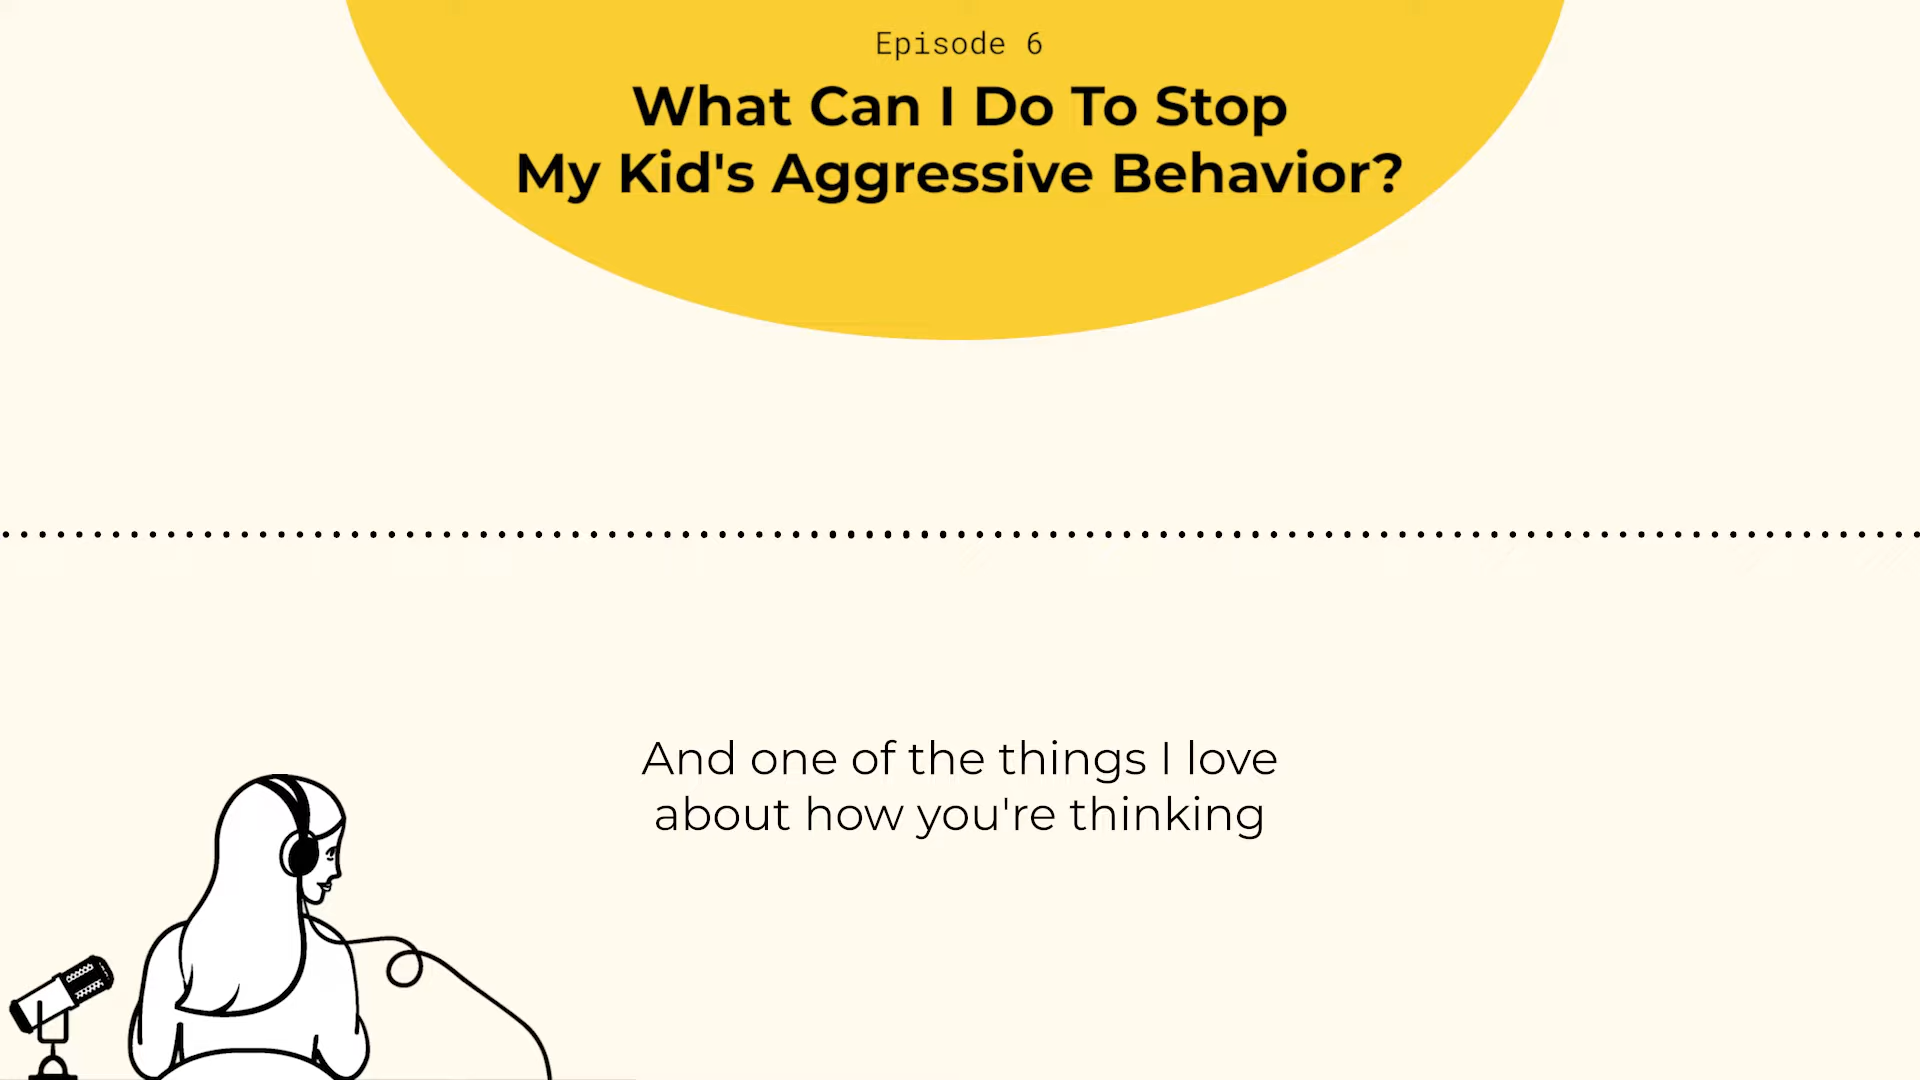 Episode 6
What Can I Do To Stop
My Kid's Aggressive Behavior?
And one of the things I love
about how you're thinking